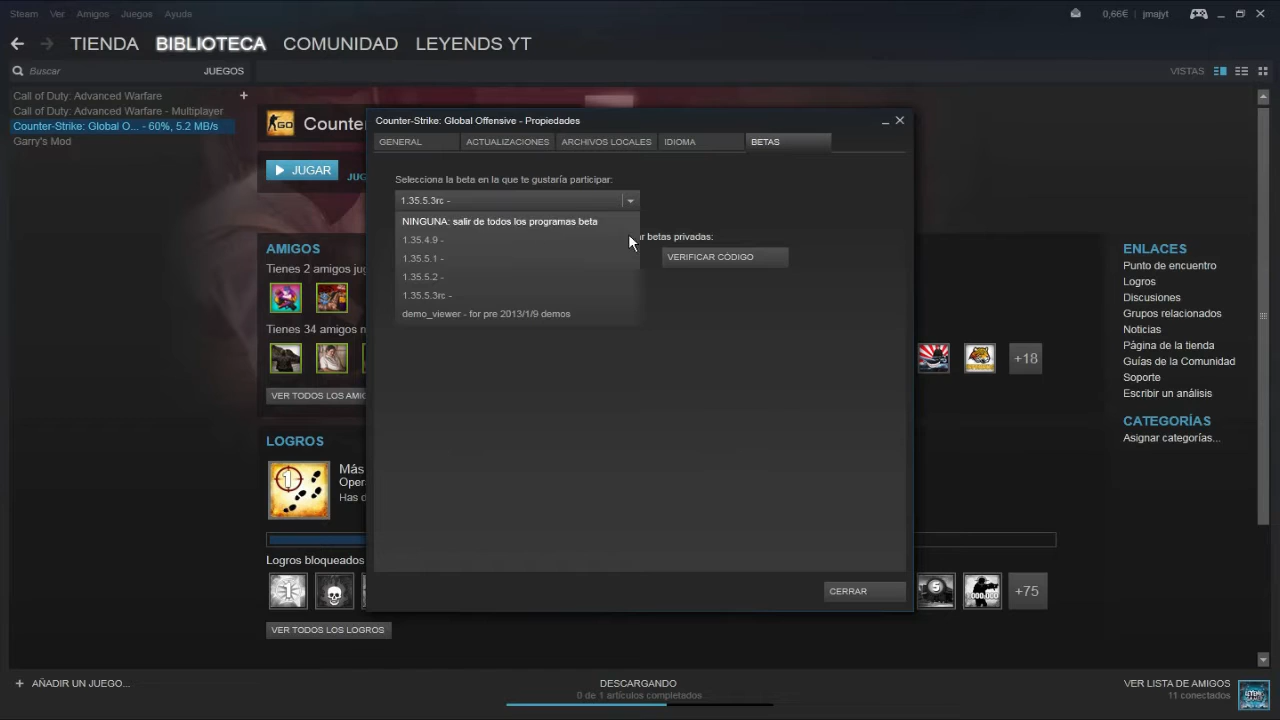 Steam Ver Amigos Juegos Ayuda
0,66€ jmajyt
TIENDA BIBLIOTECA COMUNIDAD LEYENDS YT
Buscar JUEGOS
VISTAS
Call of Duty: Advanced Warfare
Call of Duty: Advanced Warfare - Multiplayer
Counter-Strike: Global O... - 60%, 5.2 MB/s
Garry's Mod
GO
Counte
JUGAR
JUG
AMIGOS
Tienes 2 amigos jug
Tienes 34 amigos
+18
VER TODOS LOS AMIG
LOGROS
1
Más
Oper
Has d
Logros bloqueados
+75
VER TODOS LOS LOGROS
Counter-Strike: Global Offensive - Propiedades
GENERAL ACTUALIZACIONES ARCHIVOS LOCALES IDIOMA BETAS
Selecciona la beta en la que te gustaría participar:
1.35.5.3rc -
NINGUNA: salir de todos los programas beta
1.35.4.9 -
1.35.5.1 -
1.35.5.2 -
1.35.5.3rc -
demo_viewer - for pre 2013/1/9 demos
ar betas privadas:
VERIFICAR CÓDIGO
CERRAR
ENLACES
Punto de encuentro
Logros
Discusiones
Grupos relacionados
Noticias
Página de la tienda
Guías de la Comunidad
Soporte
Escribir un análisis
CATEGORÍAS
Asignar categorías...
+ AÑADIR UN JUEGO...
DESCARGANDO
0 de 1 artículos completados
VER LISTA DE AMIGOS
11 conectados